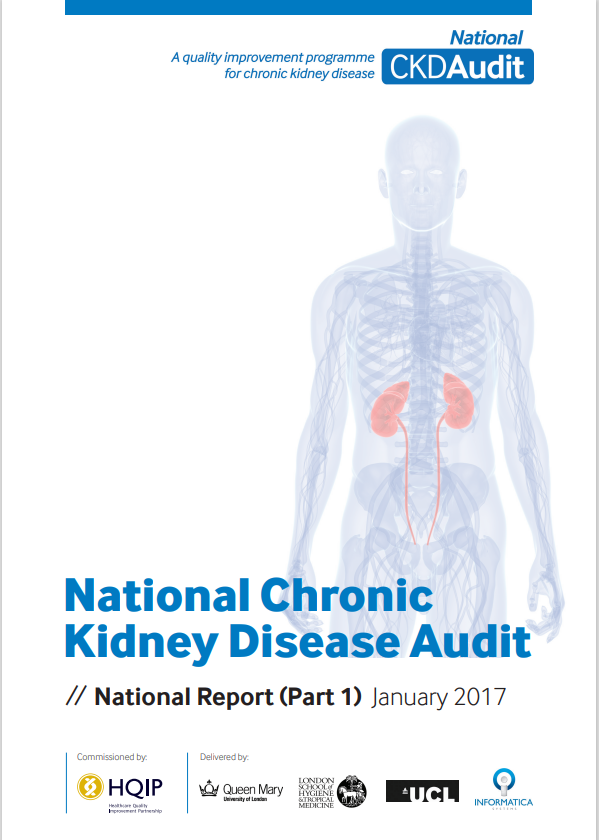 National
A quality improvement programme
for chronic kidney disease
CKDAudit
National Chronic
Kidney Disease Audit
// National Report (Part 1) January 2017
Commissioned by:
HQIP
Healthcare Quality
Improvement Partnership
Delivered by:
Queen Mary
University of London
LONDON
SCHOOL of
HYGIENE
&TROPICAL
MEDICINE
UCL
INFORMATICA
SYSTEMS